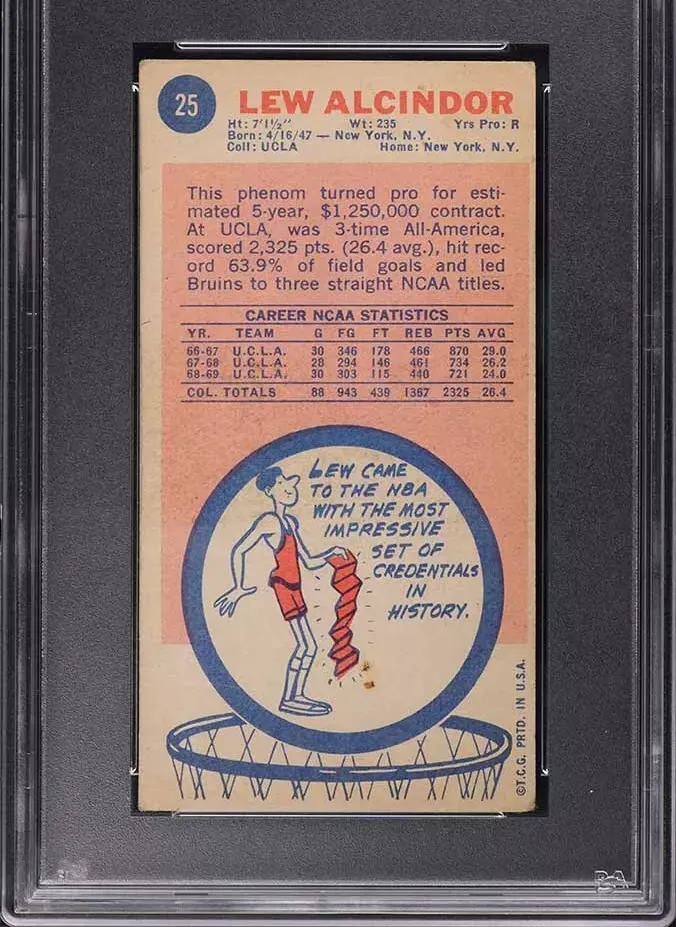 25
LEW ALCINDOR
Ht: 7'1½" Wt: 235 Yrs Pro: R
Born: 4/16/47 — New York, N.Y.
Coll: UCLA Home: New York, N.Y.
This phenom turned pro for esti-
mated 5-year, $1,250,000 contract.
At UCLA, was 3-time All-America,
scored 2,325 pts. (26.4 avg.), hit rec-
ord 63.9% of field goals and led
Bruins to three straight NCAA titles.
CAREER NCAA STATISTICS
YR. TEAM G FG FT REB PTS AVG
66-67 U.C.L.A. 30 346 178 466 870 29.0
67-68 U.C.L.A. 28 294 146 461 734 26.2
68-69 U.C.L.A. 30 303 115 440 721 24.0
COL. TOTALS 88 943 439 1367 2325 26.4
LEW CAME
TO THE NBA
WITH THE MOST
IMPRESSIVE
SET OF
CREDENTIALS
IN
HISTORY.
©T.C.G. PRTD. IN U.S.A.